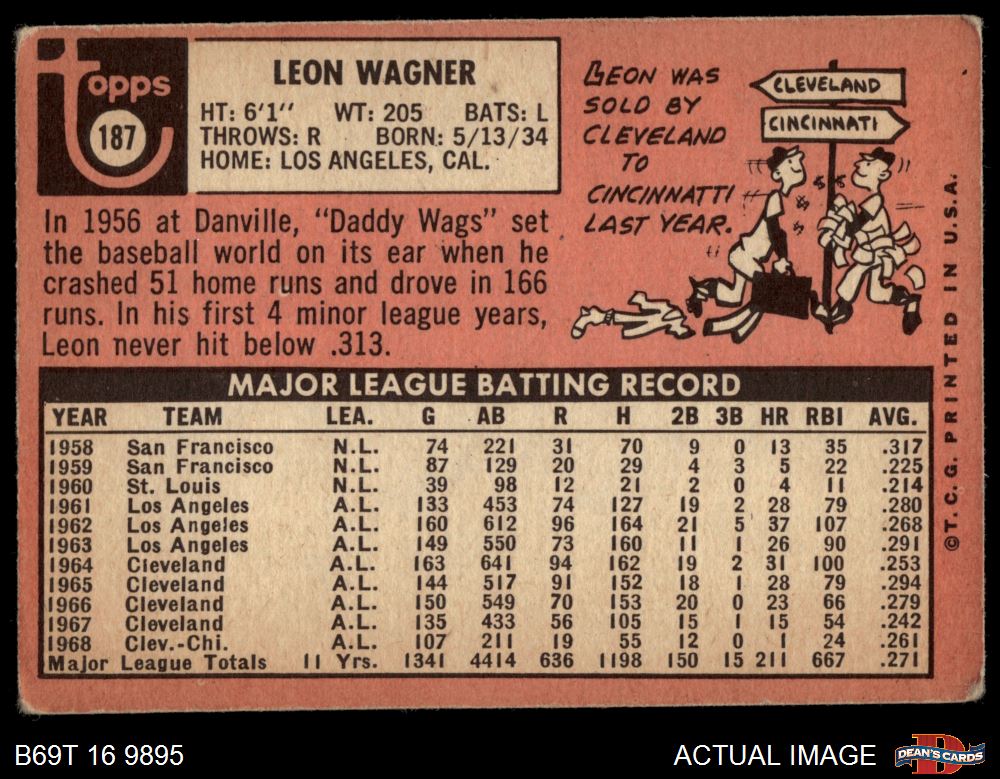 topps
187
LEON WAGNER
HT: 6'1" WT: 205 BATS: L
THROWS: R BORN: 5/13/34
HOME: LOS ANGELES, CAL.
LEON WAS
SOLD BY
CLEVELAND
TO
CINCINNATTI
LAST YEAR.
CLEVELAND
CINCINNATI
$ $ $ $
In 1956 at Danville, "Daddy Wags" set
the baseball world on its ear when he
crashed 51 home runs and drove in 166
runs. In his first 4 minor league years,
Leon never hit below .313.
MAJOR LEAGUE BATTING RECORD
YEAR TEAM LEA. G AB R H 2B 3B HR RBI AVG.
1958 San Francisco N.L. 74 221 31 70 9 0 13 35 .317
1959 San Francisco N.L. 87 129 20 29 4 3 5 22 .225
1960 St. Louis N.L. 39 98 12 21 2 0 4 11 .214
1961 Los Angeles A.L. 133 453 74 127 19 2 28 79 .280
1962 Los Angeles A.L. 160 612 96 164 21 5 37 107 .268
1963 Los Angeles A.L. 149 550 73 160 11 1 26 90 .291
1964 Cleveland A.L. 163 641 94 162 19 2 31 100 .253
1965 Cleveland A.L. 144 517 91 152 18 1 28 79 .294
1966 Cleveland A.L. 150 549 70 153 20 0 23 66 .279
1967 Cleveland A.L. 135 433 56 105 15 1 15 54 .242
1968 Clev.-Chi. A.L. 107 211 19 55 12 0 1 24 .261
Major League Totals 11 Yrs. 1341 4414 636 1198 150 15 211 667 .271
©T.C.G. PRINTED IN U.S.A.
B69T 16 9895
ACTUAL IMAGE
D
DEAN'S CARDS